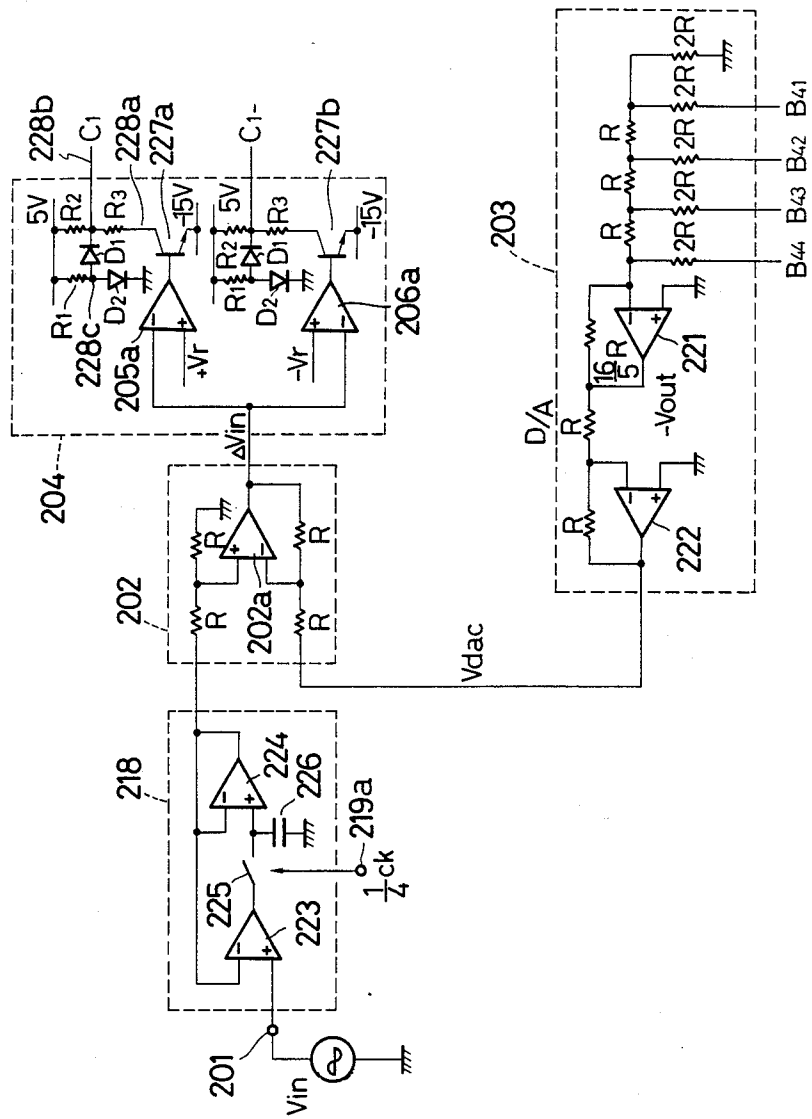 204
5V
R1
R2
228b
C1
D1
228c
D2
R3
228a
227a
-15V
205a
+Vr
5V
R1
R2
C1-
D1
D2
R3
227b
-15V
-Vr
206a
ΔVin
202
R
R
202a
R
R
218
224
226
225
223
219a
1/4 ck
201
Vin
Vdac
203
D/A
R
R
16/5 R
-Vout
222
221
R
R
R
2R
2R
2R
2R
2R
B44
B43
B42
B41
+
-
+
-
+
-
+
-
+
-
+
-
+
-